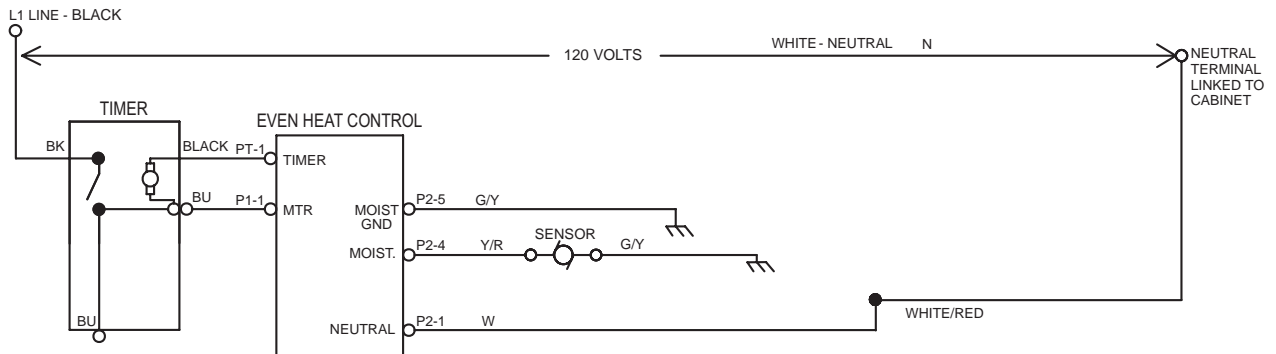 L1 LINE - BLACK
120 VOLTS
WHITE - NEUTRAL N
NEUTRAL
TERMINAL
LINKED TO
CABINET
TIMER
EVEN HEAT CONTROL
BK
BLACK PT-1
TIMER
BU P1-1
MTR
MOIST
GND
P2-5 G/Y
SENSOR
MOIST.
P2-4 Y/R G/Y
BU
NEUTRAL
P2-1 W
WHITE/RED